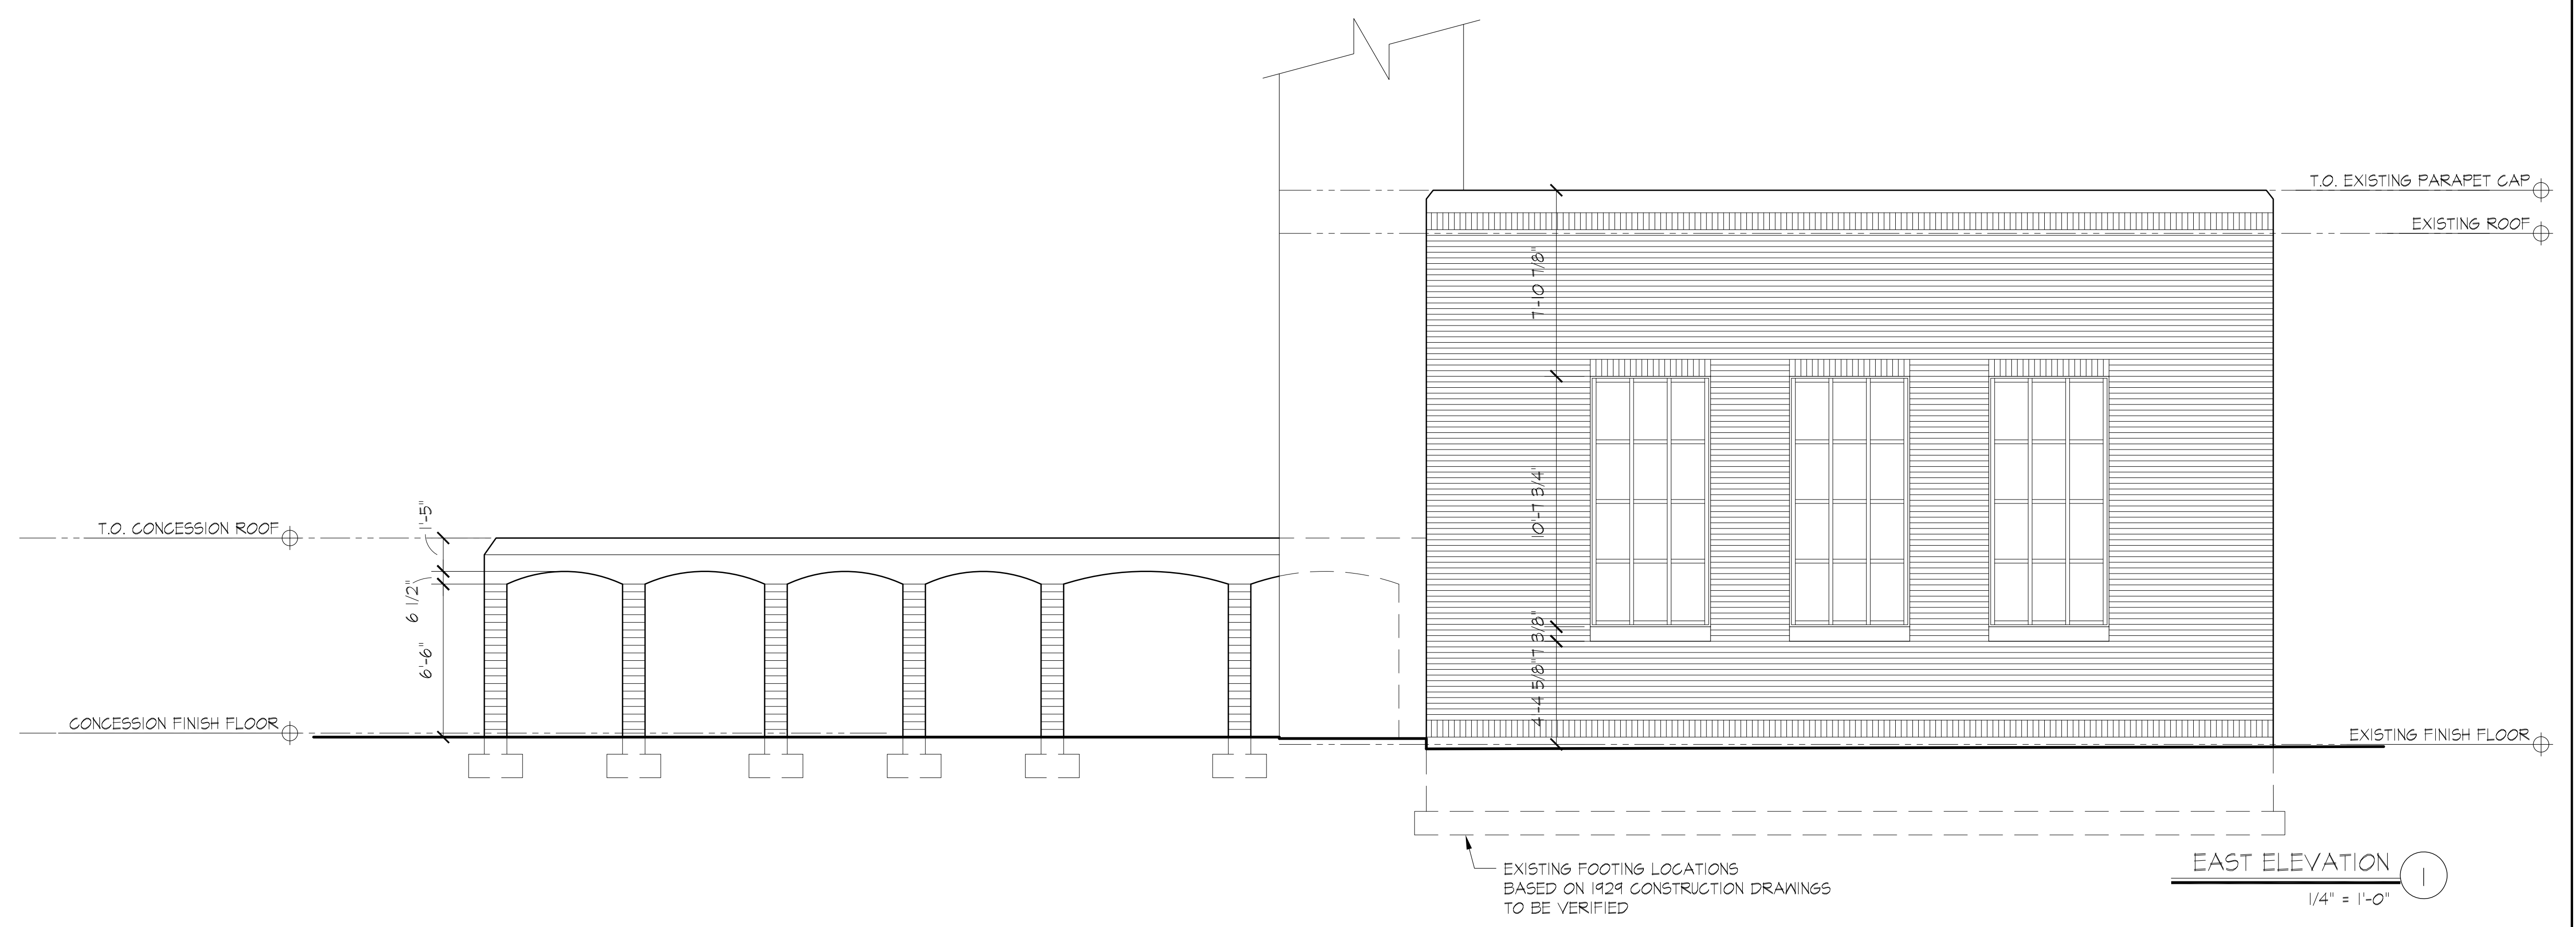 T.O. EXISTING PARAPET CAP
EXISTING ROOF
7'-10 7/8"
10'-7 3/4"
7 3/8"
4'-4 5/8"
T.O. CONCESSION ROOF
1'-5"
6 1/2"
6'-6"
CONCESSION FINISH FLOOR
EXISTING FINISH FLOOR
EXISTING FOOTING LOCATIONS
BASED ON 1929 CONSTRUCTION DRAWINGS
TO BE VERIFIED
EAST ELEVATION
1
1/4" = 1'-0"